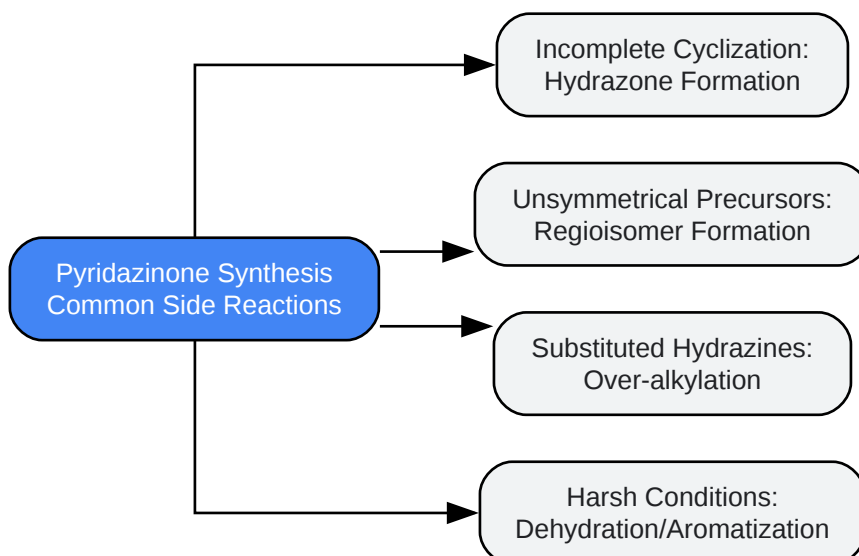 Incomplete Cyclization:
Hydrazone Formation
Unsymmetrical Precursors:
Regioisomer Formation
Pyridazinone Synthesis
Common Side Reactions
Substituted Hydrazines:
Over-alkylation
Harsh Conditions:
Dehydration/Aromatization